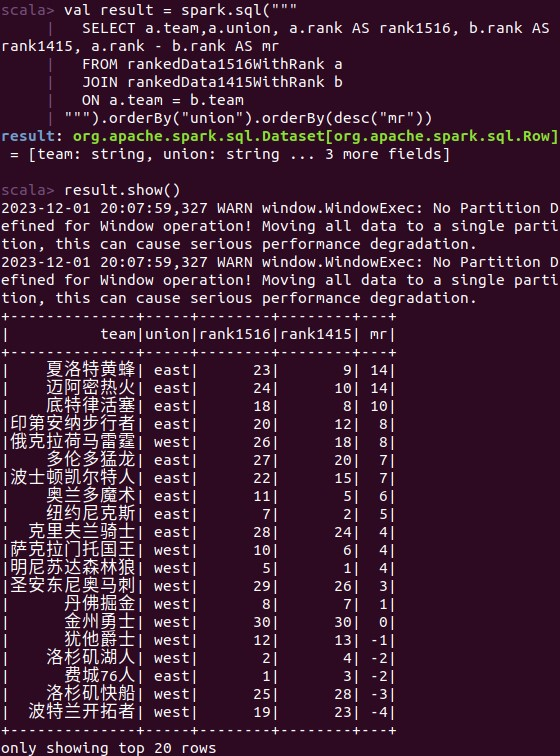 scala> val result = spark.sql("""
     |   SELECT a.team,a.union, a.rank AS rank1516, b.rank AS
rank1415, a.rank - b.rank AS mr
     |   FROM rankedData1516WithRank a
     |   JOIN rankedData1415WithRank b
     |   ON a.team = b.team
     | """).orderBy("union").orderBy(desc("mr"))
result: org.apache.spark.sql.Dataset[org.apache.spark.sql.Row]
 = [team: string, union: string ... 3 more fields]

scala> result.show()
2023-12-01 20:07:59,327 WARN window.WindowExec: No Partition D
efined for Window operation! Moving all data to a single parti
tion, this can cause serious performance degradation.
2023-12-01 20:07:59,327 WARN window.WindowExec: No Partition D
efined for Window operation! Moving all data to a single parti
tion, this can cause serious performance degradation.
+--------------+-----+--------+--------+---+
|          team|union|rank1516|rank1415| mr|
+--------------+-----+--------+--------+---+
|    夏洛特黄蜂| east|      23|       9| 14|
|    迈阿密热火| east|      24|      10| 14|
|    底特律活塞| east|      18|       8| 10|
|印第安纳步行者| east|      20|      12|  8|
|俄克拉荷马雷霆| west|      26|      18|  8|
|    多伦多猛龙| east|      27|      20|  7|
|波士顿凯尔特人| east|      22|      15|  7|
|    奥兰多魔术| east|      11|       5|  6|
|    纽约尼克斯| east|       7|       2|  5|
|  克里夫兰骑士| east|      28|      24|  4|
|萨克拉门托国王| west|      10|       6|  4|
|明尼苏达森林狼| west|       5|       1|  4|
|圣安东尼奥马刺| west|      29|      26|  3|
|      丹佛掘金| west|       8|       7|  1|
|      金州勇士| west|      30|      30|  0|
|      犹他爵士| west|      12|      13| -1|
|    洛杉矶湖人| west|       2|       4| -2|
|      费城76人| east|       1|       3| -2|
|    洛杉矶快船| west|      25|      28| -3|
|  波特兰开拓者| west|      19|      23| -4|
+--------------+-----+--------+--------+---+
only showing top 20 rows